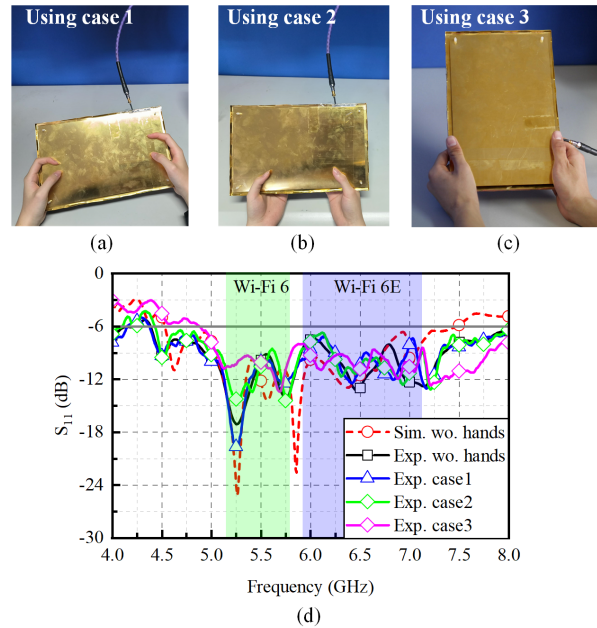 Using case 1
Using case 2
Using case 3
(a)
(b)
(c)
Wi-Fi 6
Wi-Fi 6E
0
-6
-12
-18
-24
-30
S11 (dB)
Sim. wo. hands
Exp. wo. hands
Exp. case1
Exp. case2
Exp. case3
4.0
4.5
5.0
5.5
6.0
6.5
7.0
7.5
8.0
Frequency (GHz)
(d)